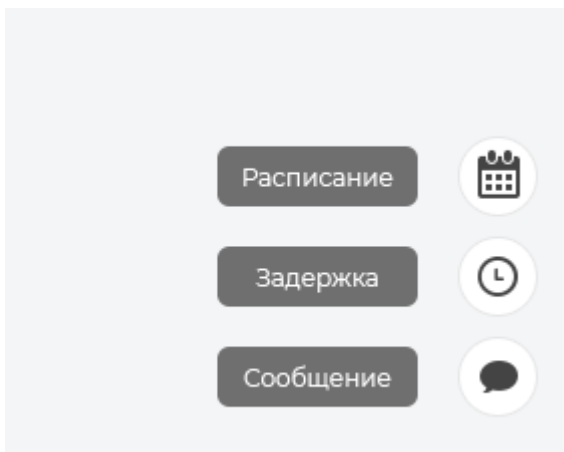 Расписание
Задержка
Сообщение